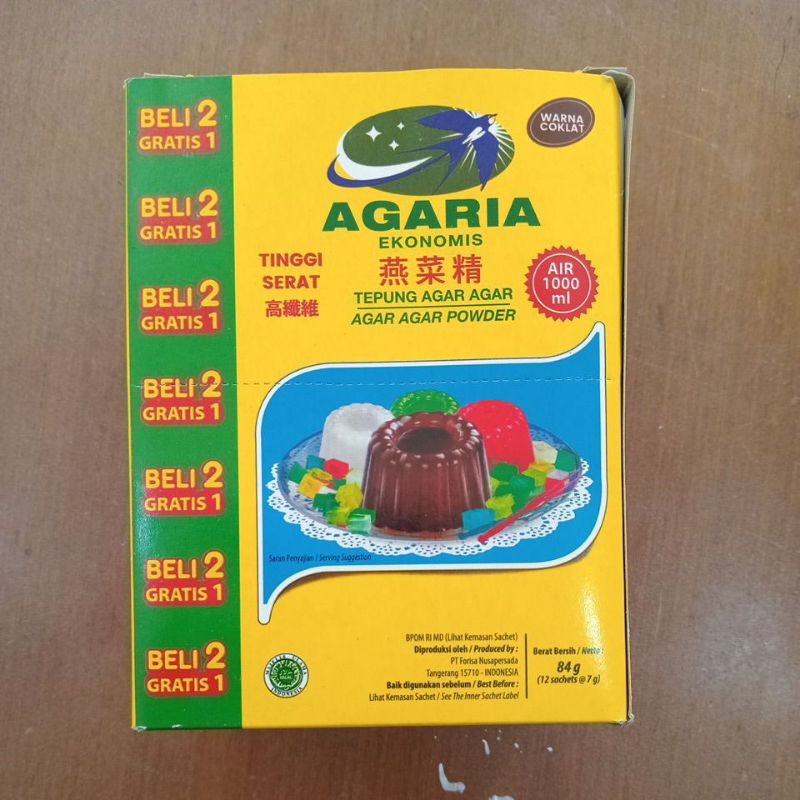 BELI 2
GRATIS 1
BELI 2
GRATIS 1
BELI 2
GRATIS 1
BELI 2
GRATIS 1
BELI 2
GRATIS 1
BELI 2
GRATIS 1
BELI 2
GRATIS 1
WARNA
COKLAT
AGARIA
EKONOMIS
燕菜精
TEPUNG AGAR AGAR
AGAR AGAR POWDER
TINGGI
SERAT
高纖維
AIR
1000
ml
Saran Penyajian / Serving Suggestion
MAJELIS ULAMA
HALAL
INDONESIA
BPOM RI MD (Lihat Kemasan Sachet)
Diproduksi oleh / Produced by :
PT Forisa Nusapersada
Tangerang 15710 - INDONESIA
Baik digunakan sebelum / Best Before :
Lihat Kemasan Sachet / See The Inner Sachet Label
Berat Bersih / Netto :
84 g
(12 sachets @ 7 g)